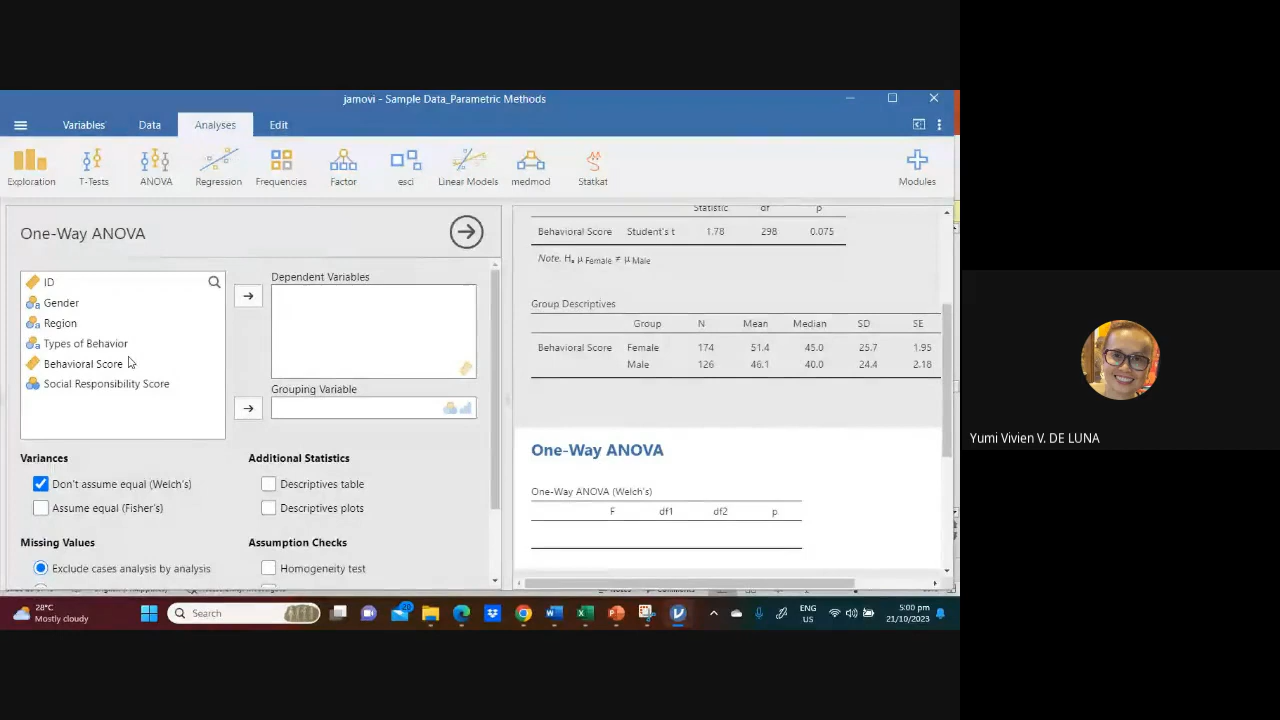 jamovi - Sample Data_Parametric Methods
Variables Data Analyses Edit
Exploration T-Tests ANOVA Regression Frequencies Factor esci Linear Models medmod Statkat Modules
One-Way ANOVA
ID
Gender
Region
Types of Behavior
Behavioral Score
Social Responsibility Score
Dependent Variables
Grouping Variable
Variances
Don't assume equal (Welch's)
Assume equal (Fisher's)
Additional Statistics
Descriptives table
Descriptives plots
Missing Values
Exclude cases analysis by analysis
Assumption Checks
Homogeneity test
Statistic df p
Behavioral Score Student's t 1.78 298 0.075
Note. Hₐ μ Female ≠ μ Male
Group Descriptives
Group N Mean Median SD SE
Behavioral Score Female 174 51.4 45.0 25.7 1.95
Male 126 46.1 40.0 24.4 2.18
One-Way ANOVA
One-Way ANOVA (Welch's)
F df1 df2 p
28°C
Mostly cloudy
Search
20
ENG
US
5:00 pm
21/10/2023
Yumi Vivien V. DE LUNA